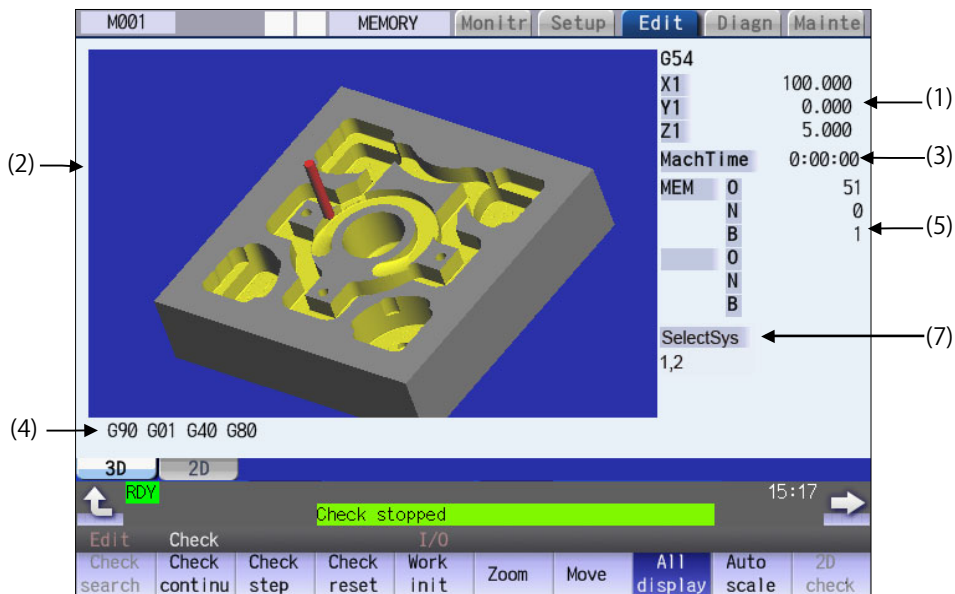 M001 MEMORY Monitr Setup Edit Diagn Mainte
G54
X1 100.000
Y1 0.000
Z1 5.000
(1)
(2)
MachTime 0:00:00
(3)
MEM O 51
N 0
B 1
(5)
O
N
B
SelectSys
(7)
1,2
(4)
G90 G01 G40 G80
3D 2D
RDY 15:17
Check stopped
Edit Check I/O
Check search
Check continu
Check step
Check reset
Work init
Zoom
Move
All display
Auto scale
2D check